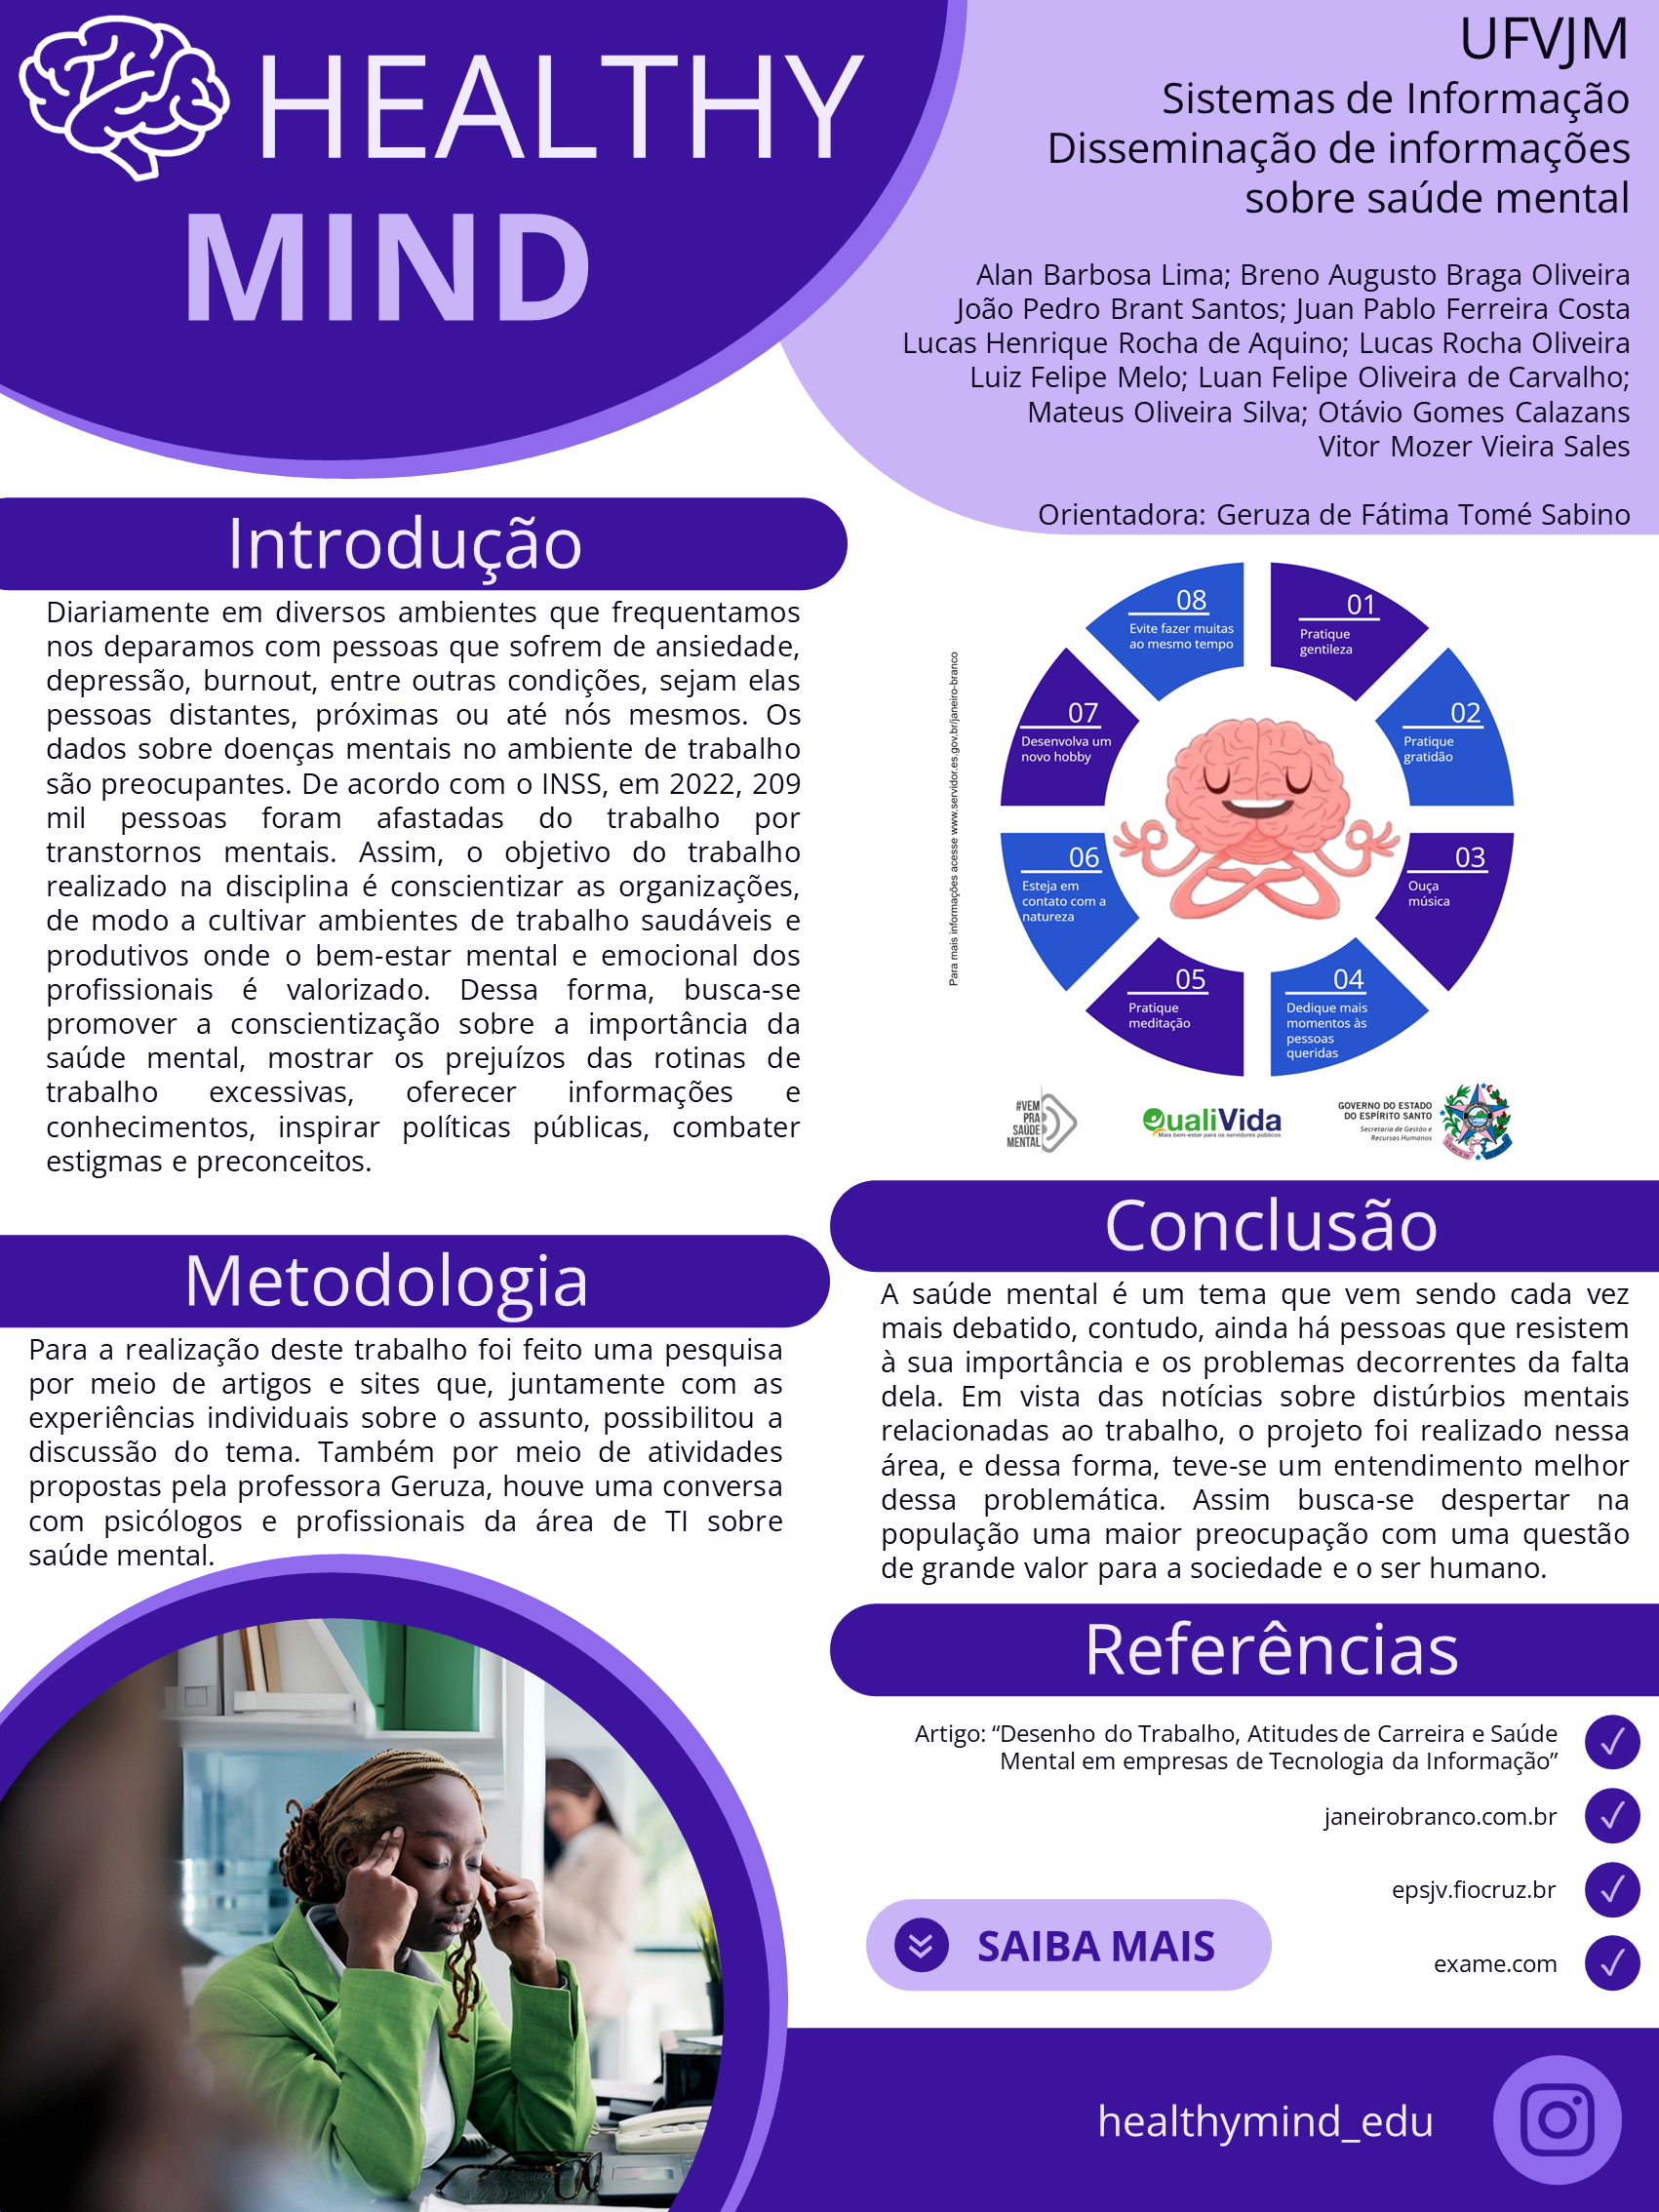 HEALTHY
MIND
UFVJM
Sistemas de Informação
Disseminação de informações
sobre saúde mental
Alan Barbosa Lima; Breno Augusto Braga Oliveira
João Pedro Brant Santos; Juan Pablo Ferreira Costa
Lucas Henrique Rocha de Aquino; Lucas Rocha Oliveira
Luiz Felipe Melo; Luan Felipe Oliveira de Carvalho;
Mateus Oliveira Silva; Otávio Gomes Calazans
Vitor Mozer Vieira Sales
Orientadora: Geruza de Fátima Tomé Sabino
Introdução
Diariamente em diversos ambientes que frequentamos
nos deparamos com pessoas que sofrem de ansiedade,
depressão, burnout, entre outras condições, sejam elas
pessoas distantes, próximas ou até nós mesmos. Os
dados sobre doenças mentais no ambiente de trabalho
são preocupantes. De acordo com o INSS, em 2022, 209
mil pessoas foram afastadas do trabalho por
transtornos mentais. Assim, o objetivo do trabalho
realizado na disciplina é conscientizar as organizações,
de modo a cultivar ambientes de trabalho saudáveis e
produtivos onde o bem-estar mental e emocional dos
profissionais é valorizado. Dessa forma, busca-se
promover a conscientização sobre a importância da
saúde mental, mostrar os prejuízos das rotinas de
trabalho excessivas, oferecer informações e
conhecimentos, inspirar políticas públicas, combater
estigmas e preconceitos.
Metodologia
Para a realização deste trabalho foi feito uma pesquisa
por meio de artigos e sites que, juntamente com as
experiências individuais sobre o assunto, possibilitou a
discussão do tema. Também por meio de atividades
propostas pela professora Geruza, houve uma conversa
com psicólogos e profissionais da área de TI sobre
saúde mental.
Para mais informações acesse www.servidor.es.gov.br/janeiro-branco
01
Pratique
gentileza
02
Pratique
gratidão
03
Ouça
música
04
Dedique mais
momentos às
pessoas
queridas
05
Pratique
meditação
06
Esteja em
contato com a
natureza
07
Desenvolva um
novo hobby
08
Evite fazer muitas
ao mesmo tempo
#VEM
PRA
SAÚDE
MENTAL
QualiVida
Mais bem-estar para os servidores públicos
GOVERNO DO ESTADO
DO ESPÍRITO SANTO
Secretaria de Gestão e
Recursos Humanos
Conclusão
A saúde mental é um tema que vem sendo cada vez
mais debatido, contudo, ainda há pessoas que resistem
à sua importância e os problemas decorrentes da falta
dela. Em vista das notícias sobre distúrbios mentais
relacionadas ao trabalho, o projeto foi realizado nessa
área, e dessa forma, teve-se um entendimento melhor
dessa problemática. Assim busca-se despertar na
população uma maior preocupação com uma questão
de grande valor para a sociedade e o ser humano.
Referências
Artigo: “Desenho do Trabalho, Atitudes de Carreira e Saúde
Mental em empresas de Tecnologia da Informação”
janeirobranco.com.br
epsjv.fiocruz.br
exame.com
SAIBA MAIS
healthymind_edu